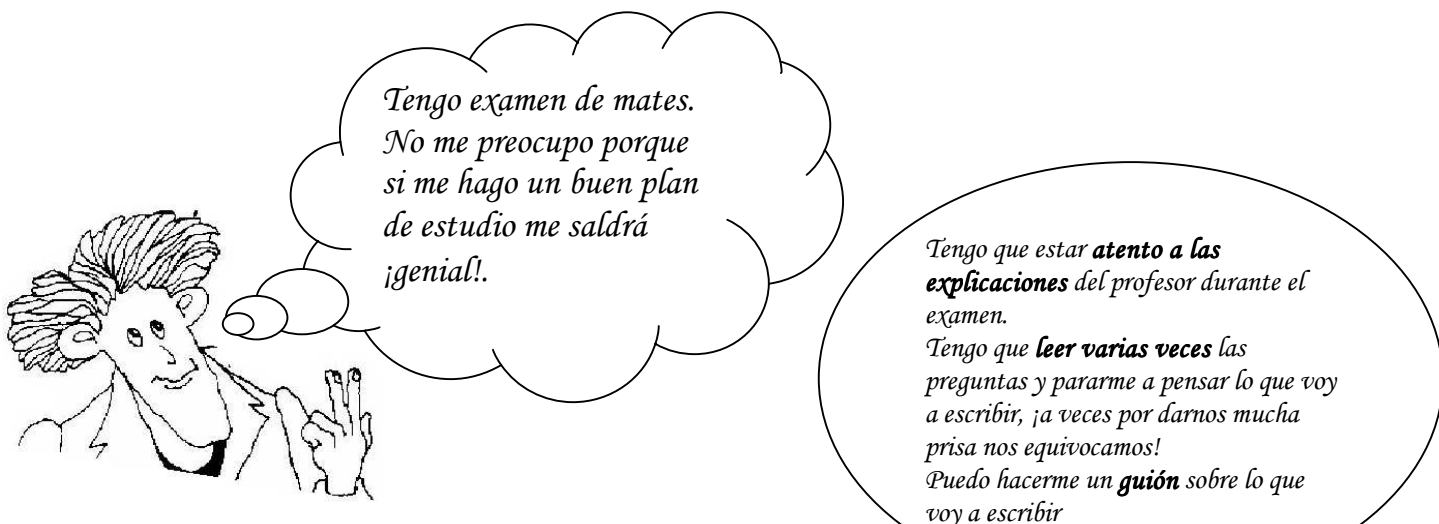 Tengo examen de mates.
No me preocupo porque
si me hago un buen plan
de estudio me saldrá
¡genial!.
Tengo que estar atento a las
explicaciones del profesor durante el
examen.
Tengo que leer varias veces las
preguntas y pararme a pensar lo que voy
a escribir, ¡a veces por darnos mucha
prisa nos equivocamos!
Puedo hacerme un guión sobre lo que
voy a escribir